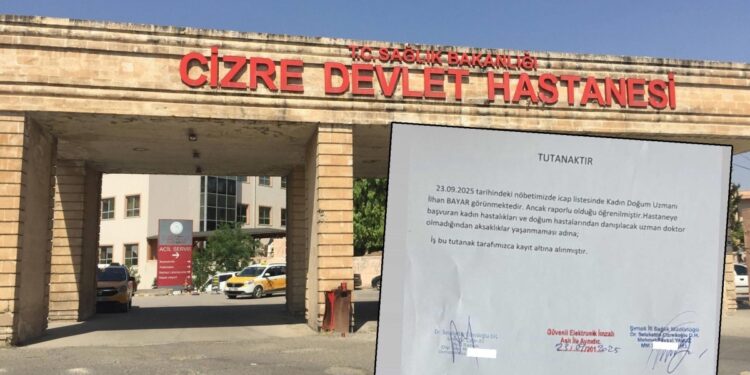 T.C. SAĞLIK BAKANLIĞI
CİZRE DEVLET HASTANESİ
ACİL SERVİS
TUTANAKTIR
23.09.2025 tarihindeki nöbetimizde icap listesinde Kadın Doğum Uzmanı
İlhan BAYAR görünmektedir. Ancak raporlu olduğu öğrenilmiştir.Hastaneye
başvuran kadın hastalıkları ve doğum hastalarından danışılacak uzman doktor
olmadığından aksaklıklar yaşanmaması adına;
İş bu tutanak tarafımızca kayıt altına alınmıştır.
Güvenli Elektronik İmzalı
Aslı İle Aynıdır.
Şırnak İl Sağlık Müdürlüğü